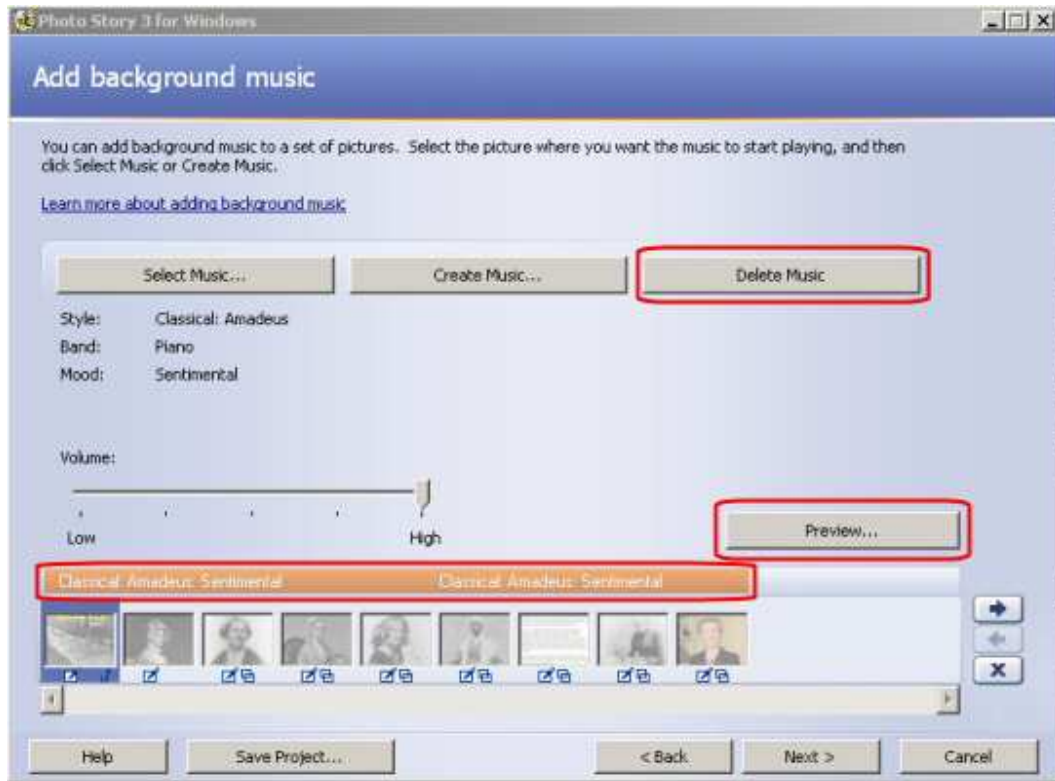 Photo Story 3 for Windows
Add background music
You can add background music to a set of pictures. Select the picture where you want the music to start playing, and then
click Select Music or Create Music.
Learn more about adding background music
Select Music... Create Music... Delete Music
Style: Classical: Amadeus
Band: Piano
Mood: Sentimental
Volume:
Low High
Preview...
Classical: Amadeus: Sentimental Classical: Amadeus: Sentimental
Help Save Project... < Back Next > Cancel